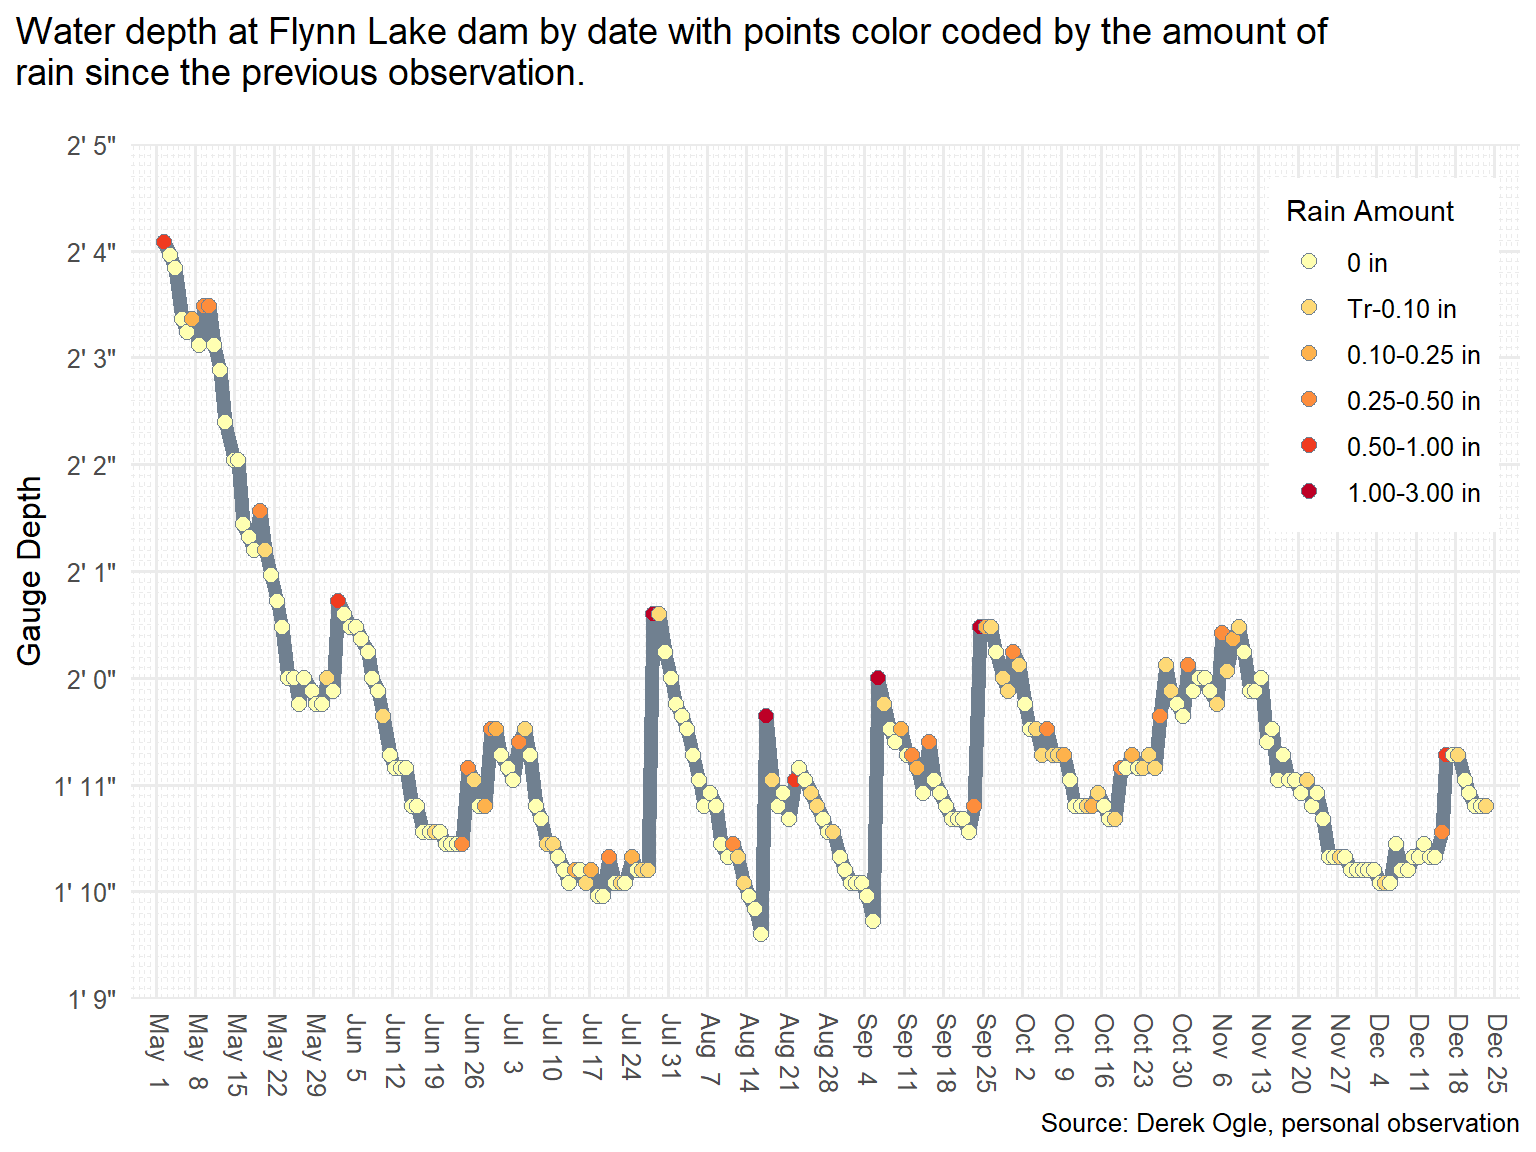 Water depth at Flynn Lake dam by date with points color coded by the amount of
rain since the previous observation.
2' 5"
2' 4"
2' 3"
2' 2"
2' 1"
2' 0"
1' 11"
1' 10"
1' 9"
Gauge Depth
Rain Amount
0 in
Tr-0.10 in
0.10-0.25 in
0.25-0.50 in
0.50-1.00 in
1.00-3.00 in
May 1
May 8
May 15
May 22
May 29
Jun 5
Jun 12
Jun 19
Jun 26
Jul 3
Jul 10
Jul 17
Jul 24
Jul 31
Aug 7
Aug 14
Aug 21
Aug 28
Sep 4
Sep 11
Sep 18
Sep 25
Oct 2
Oct 9
Oct 16
Oct 23
Oct 30
Nov 6
Nov 13
Nov 20
Nov 27
Dec 4
Dec 11
Dec 18
Dec 25
Source: Derek Ogle, personal observation